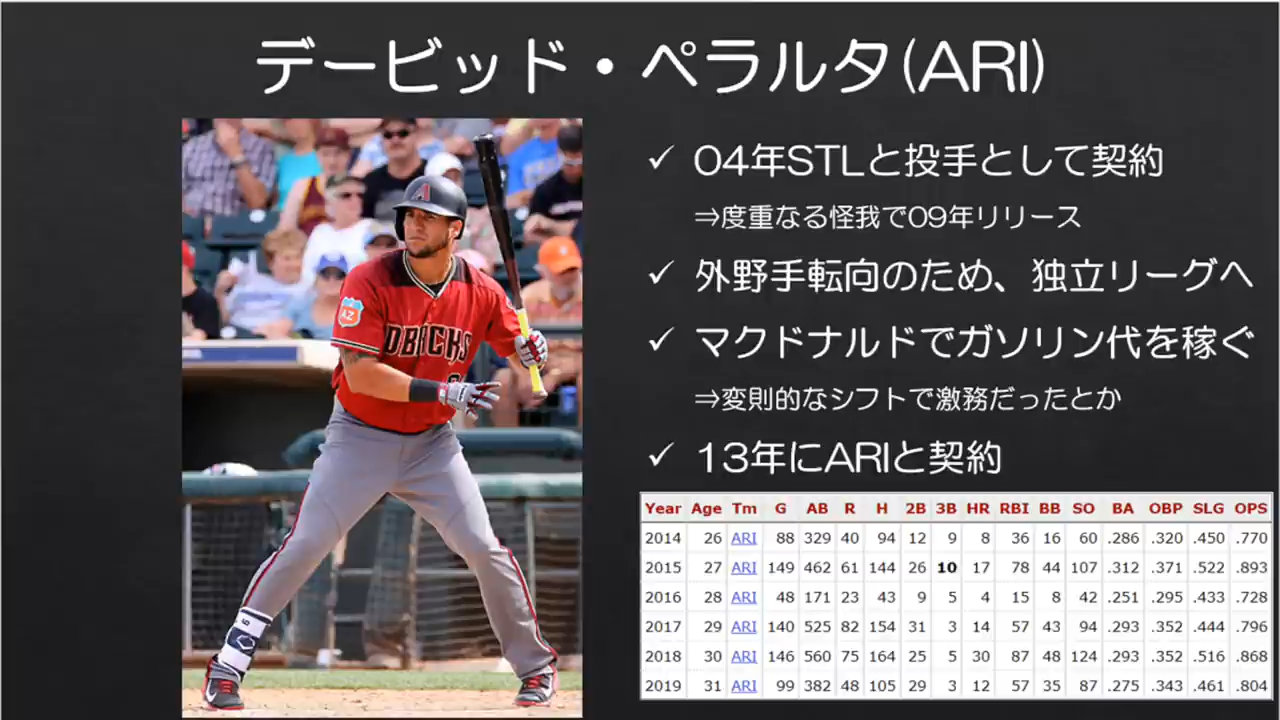 デービッド・ペラルタ(ARI)
✓ 04年STLと投手として契約
⇒度重なる怪我で09年リリース
✓ 外野手転向のため、独立リーグへ
✓ マクドナルドでガソリン代を稼ぐ
⇒変則的なシフトで激務だったとか
✓ 13年にARIと契約
A
AZ
DBACKS
Year Age Tm G AB R H 2B 3B HR RBI BB SO BA OBP SLG OPS
2014 26 ARI 88 329 40 94 12 9 8 36 16 60 .286 .320 .450 .770
2015 27 ARI 149 462 61 144 26 10 17 78 44 107 .312 .371 .522 .893
2016 28 ARI 48 171 23 43 9 5 4 15 8 42 .251 .295 .433 .728
2017 29 ARI 140 525 82 154 31 3 14 57 43 94 .293 .352 .444 .796
2018 30 ARI 146 560 75 164 25 5 30 87 48 124 .293 .352 .516 .868
2019 31 ARI 99 382 48 105 29 3 12 57 35 87 .275 .343 .461 .804